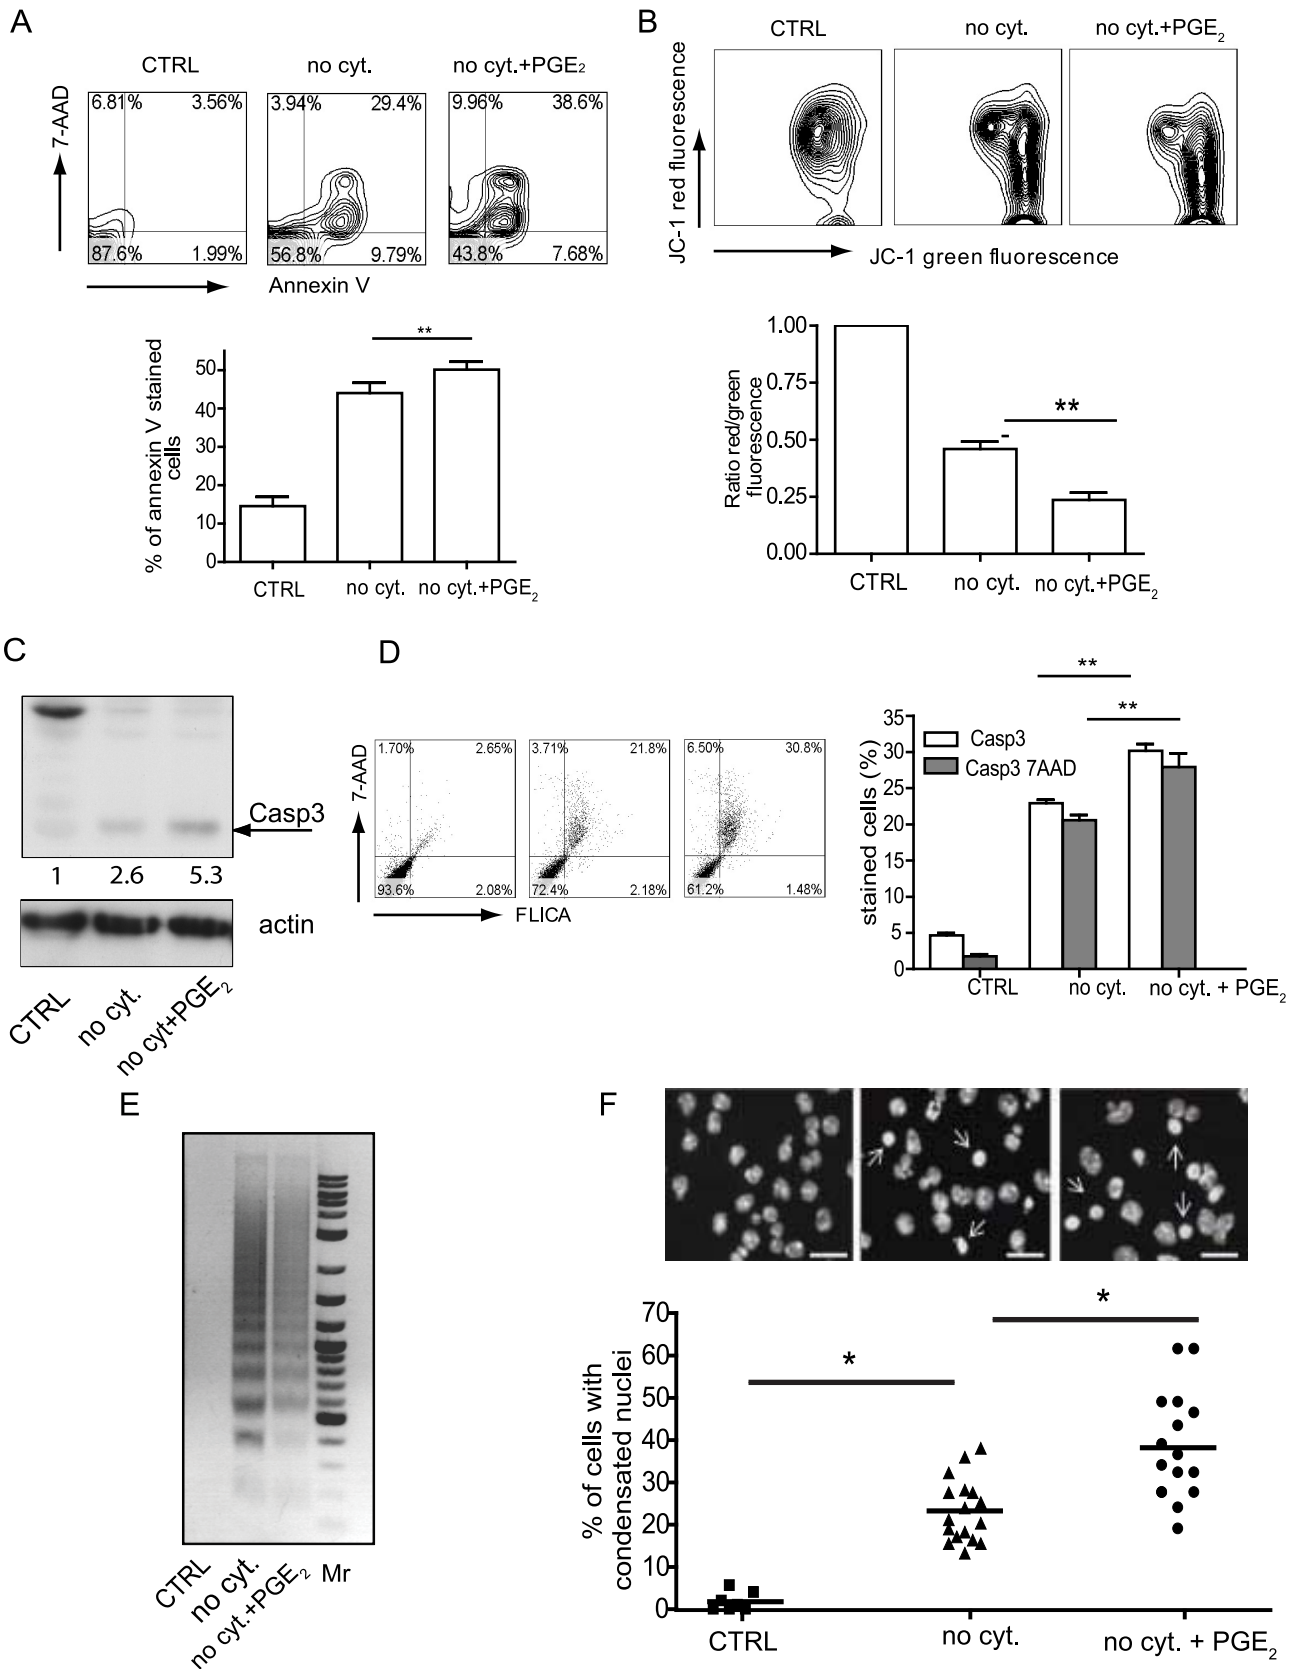 A
CTRL
no cyt.
no cyt.+PGE2
7-AAD
6.81%
3.56%
3.94%
29.4%
9.96%
38.6%
87.6%
1.99%
56.8%
9.79%
43.8%
7.68%
Annexin V
**
% of annexin V stained
cells
50
40
30
20
10
0
CTRL
no cyt.
no cyt.+PGE2
B
CTRL
no cyt.
no cyt.+PGE2
JC-1 red fluorescence
JC-1 green fluorescence
Ratio red/green
fluorescence
1.00
0.75
0.50
0.25
0.00
**
CTRL
no cyt.
no cyt.+PGE2
C
Casp3
1
2.6
5.3
actin
CTRL
no cyt.
no cyt+PGE2
D
7-AAD
1.70%
2.65%
3.71%
21.8%
6.50%
30.8%
93.6%
2.08%
72.4%
2.18%
61.2%
1.48%
FLICA
**
**
stained cells (%)
35
30
25
20
15
10
5
0
Casp3
Casp3 7AAD
CTRL
no cyt.
no cyt. + PGE2
E
CTRL
no cyt.
no cyt.+PGE2
Mr
F
% of cells with
condensated nuclei
70
60
50
40
30
20
10
0
*
*
CTRL
no cyt.
no cyt. + PGE2